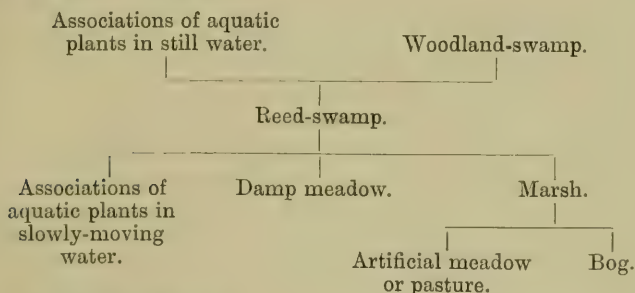 Associations of aquatic
plants in still water.
Woodland-swamp.
Reed-swamp.
Associations of
aquatic plants in
slowly-moving
water.
Damp meadow.
Marsh.
Artificial meadow
or pasture.
Bog.